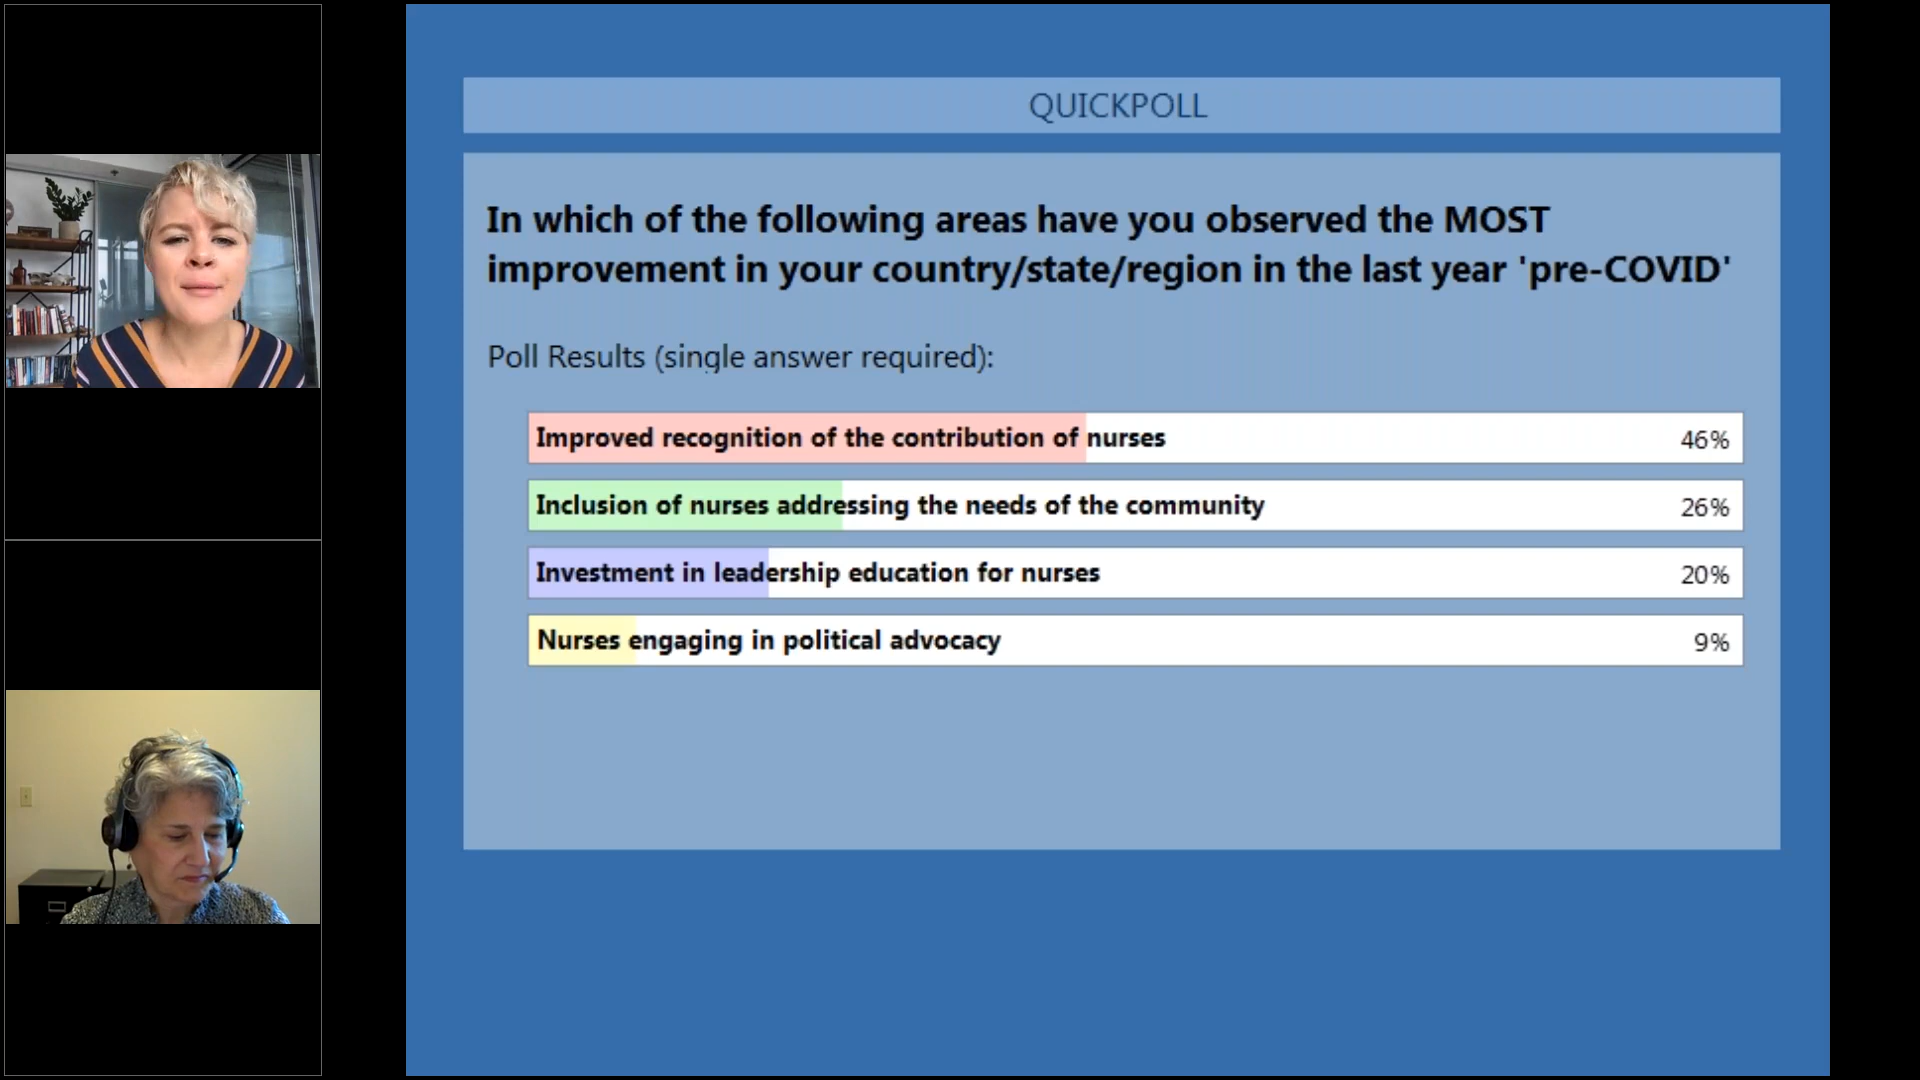 QUICKPOLL
In which of the following areas have you observed the MOST
improvement in your country/state/region in the last year 'pre-COVID'
Poll Results (single answer required):
Improved recognition of the contribution of nurses 46%
Inclusion of nurses addressing the needs of the community 26%
Investment in leadership education for nurses 20%
Nurses engaging in political advocacy 9%